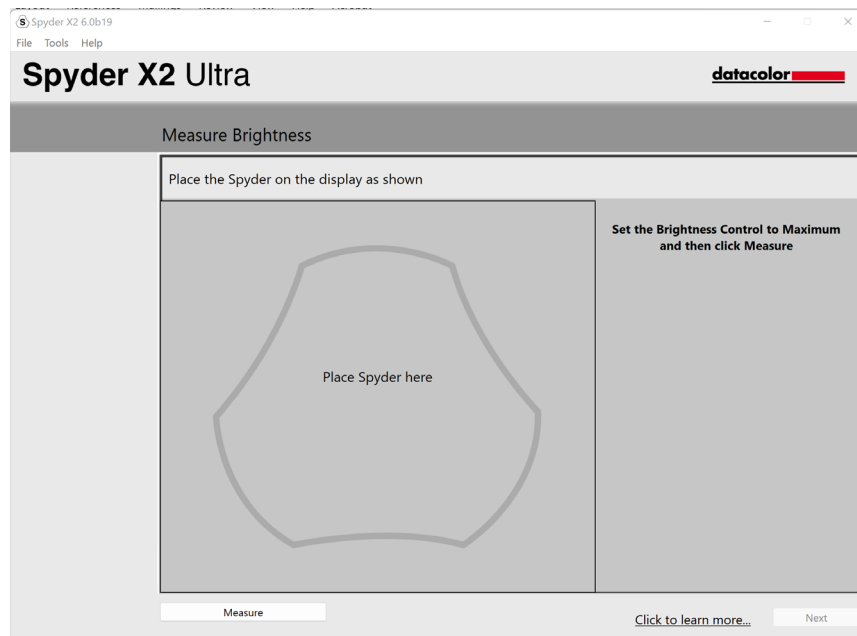 Spyder X2 6.0b19
File Tools Help
Spyder X2 Ultra
datacolor
Measure Brightness
Place the Spyder on the display as shown
Set the Brightness Control to Maximum
and then click Measure
Place Spyder here
Measure
Click to learn more...
Next